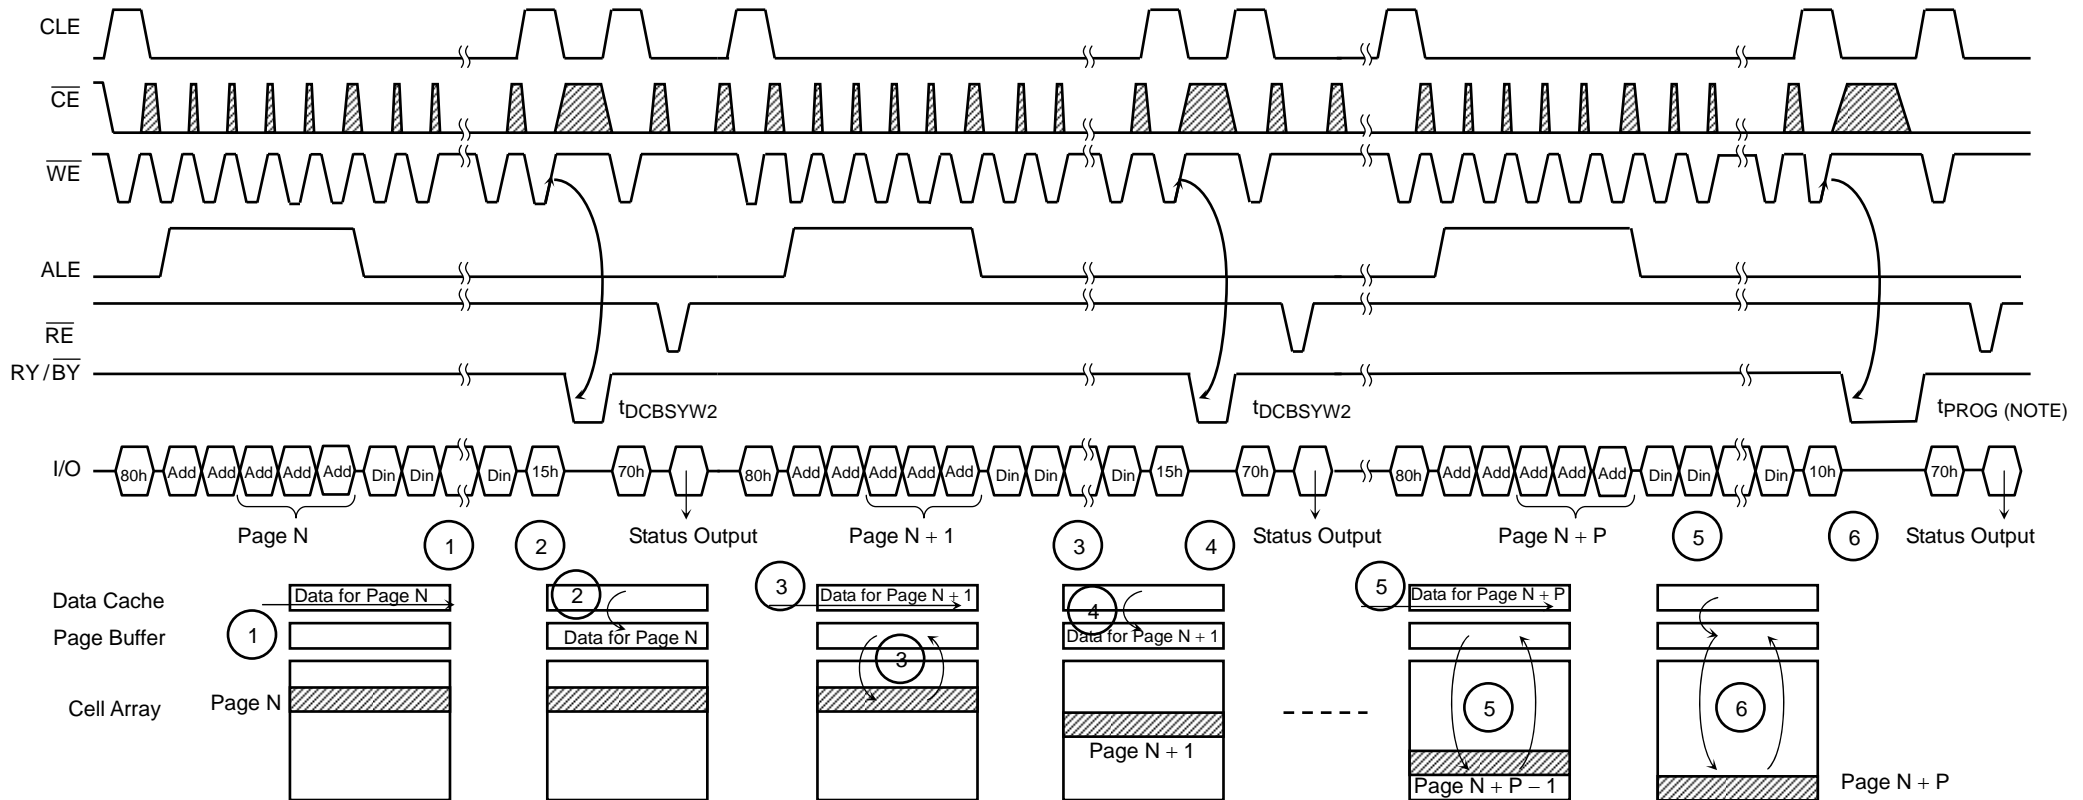 CLE
CE
WE
ALE
RE
RY / BY
tDCBSYW2
tDCBSYW2
tPROG (NOTE)
I/O
80h Add Add Add Add Add Din Din Din 15h 70h 80h Add Add Add Add Add Din Din Din 15h 70h 80h Add Add Add Add Add Din Din Din 10h 70h
Page N 1 2 Status Output Page N + 1 3 4 Status Output Page N + P 5 6 Status Output
Data Cache
Page Buffer
Cell Array
1
Data for Page N
Page N
2
Data for Page N
3
Data for Page N + 1
3
4
Data for Page N + 1
Page N + 1
5
Data for Page N + P
5
Page N + P − 1
6
Page N + P